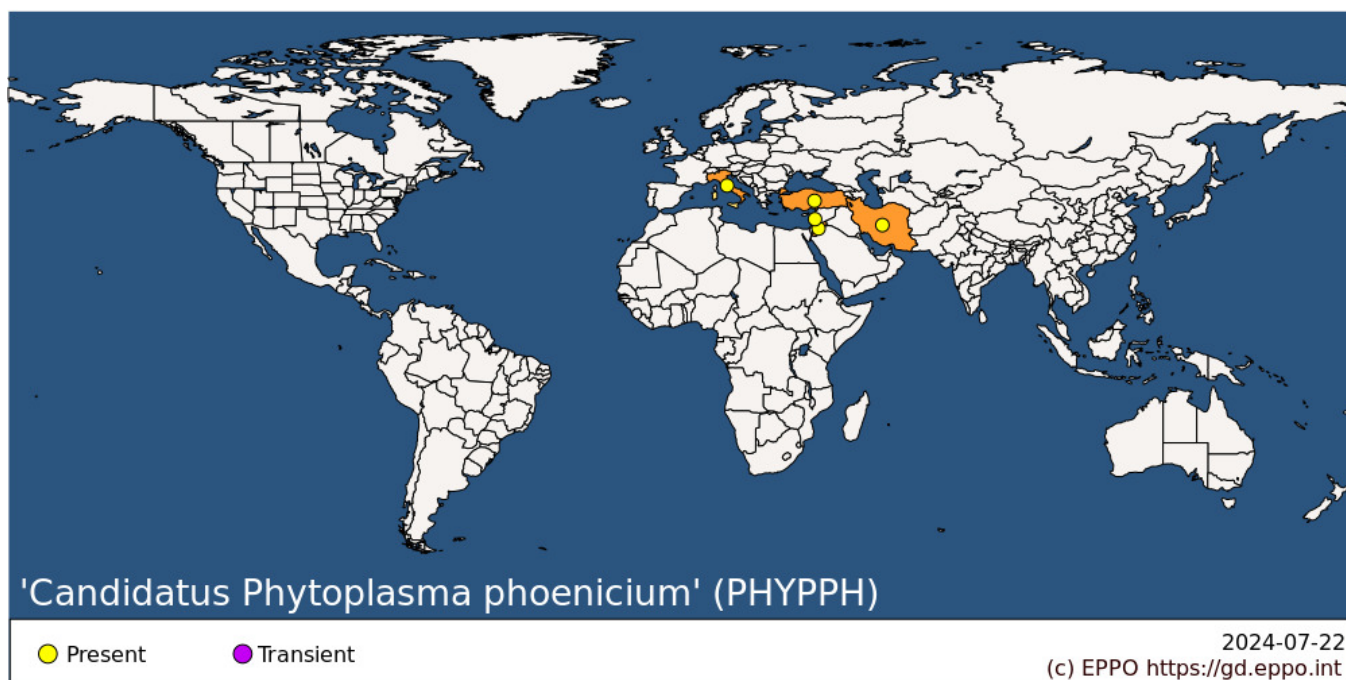 'Candidatus Phytoplasma phoenicium' (PHYPPH)
Present
Transient
2024-07-22
(c) EPPO https://gd.eppo.int